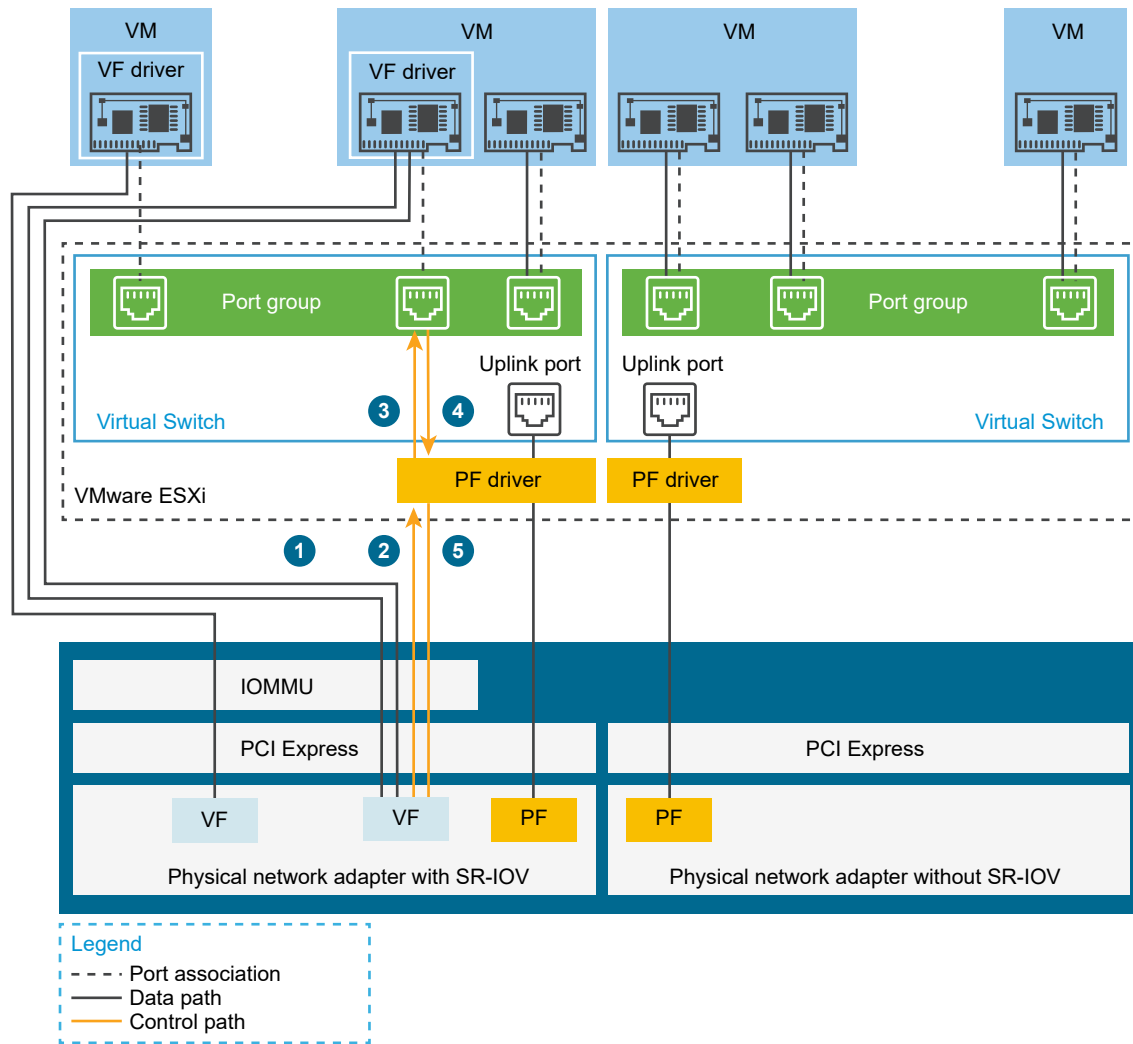 VM
VM
VM
VM
VF driver
VF driver
Port group
Port group
Uplink port
Uplink port
3
4
Virtual Switch
Virtual Switch
PF driver
PF driver
VMware ESXi
1
2
5
IOMMU
PCI Express
PCI Express
VF
VF
PF
PF
Physical network adapter with SR-IOV
Physical network adapter without SR-IOV
Legend
Port association
Data path
Control path